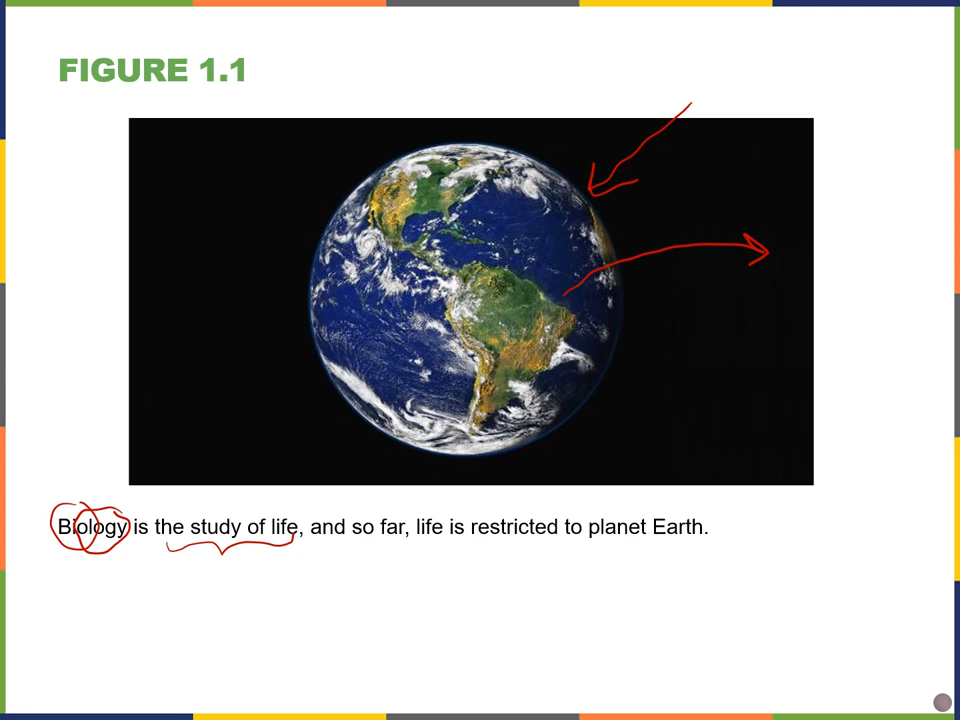 FIGURE 1.1
Biology is the study of life, and so far, life is restricted to planet Earth.